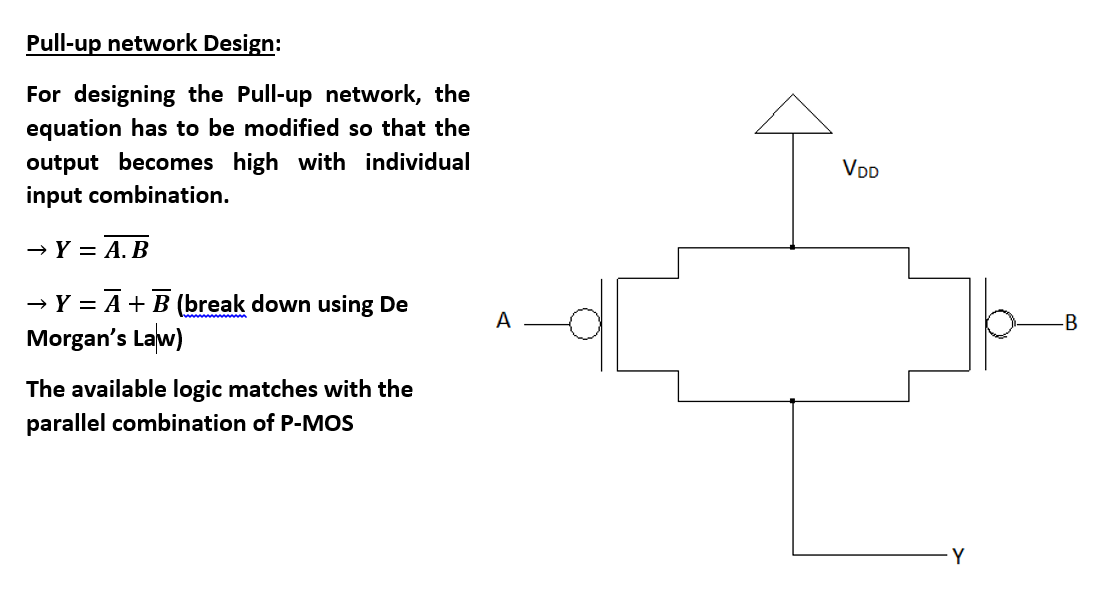 Pull-up network Design:
For designing the Pull-up network, the
equation has to be modified so that the
output becomes high with individual
input combination.
→ Y = A̅.̅B̅
→ Y = A̅ + B̅ (break down using De
Morgan's Law)
The available logic matches with the
parallel combination of P-MOS
VDD
A
B
Y